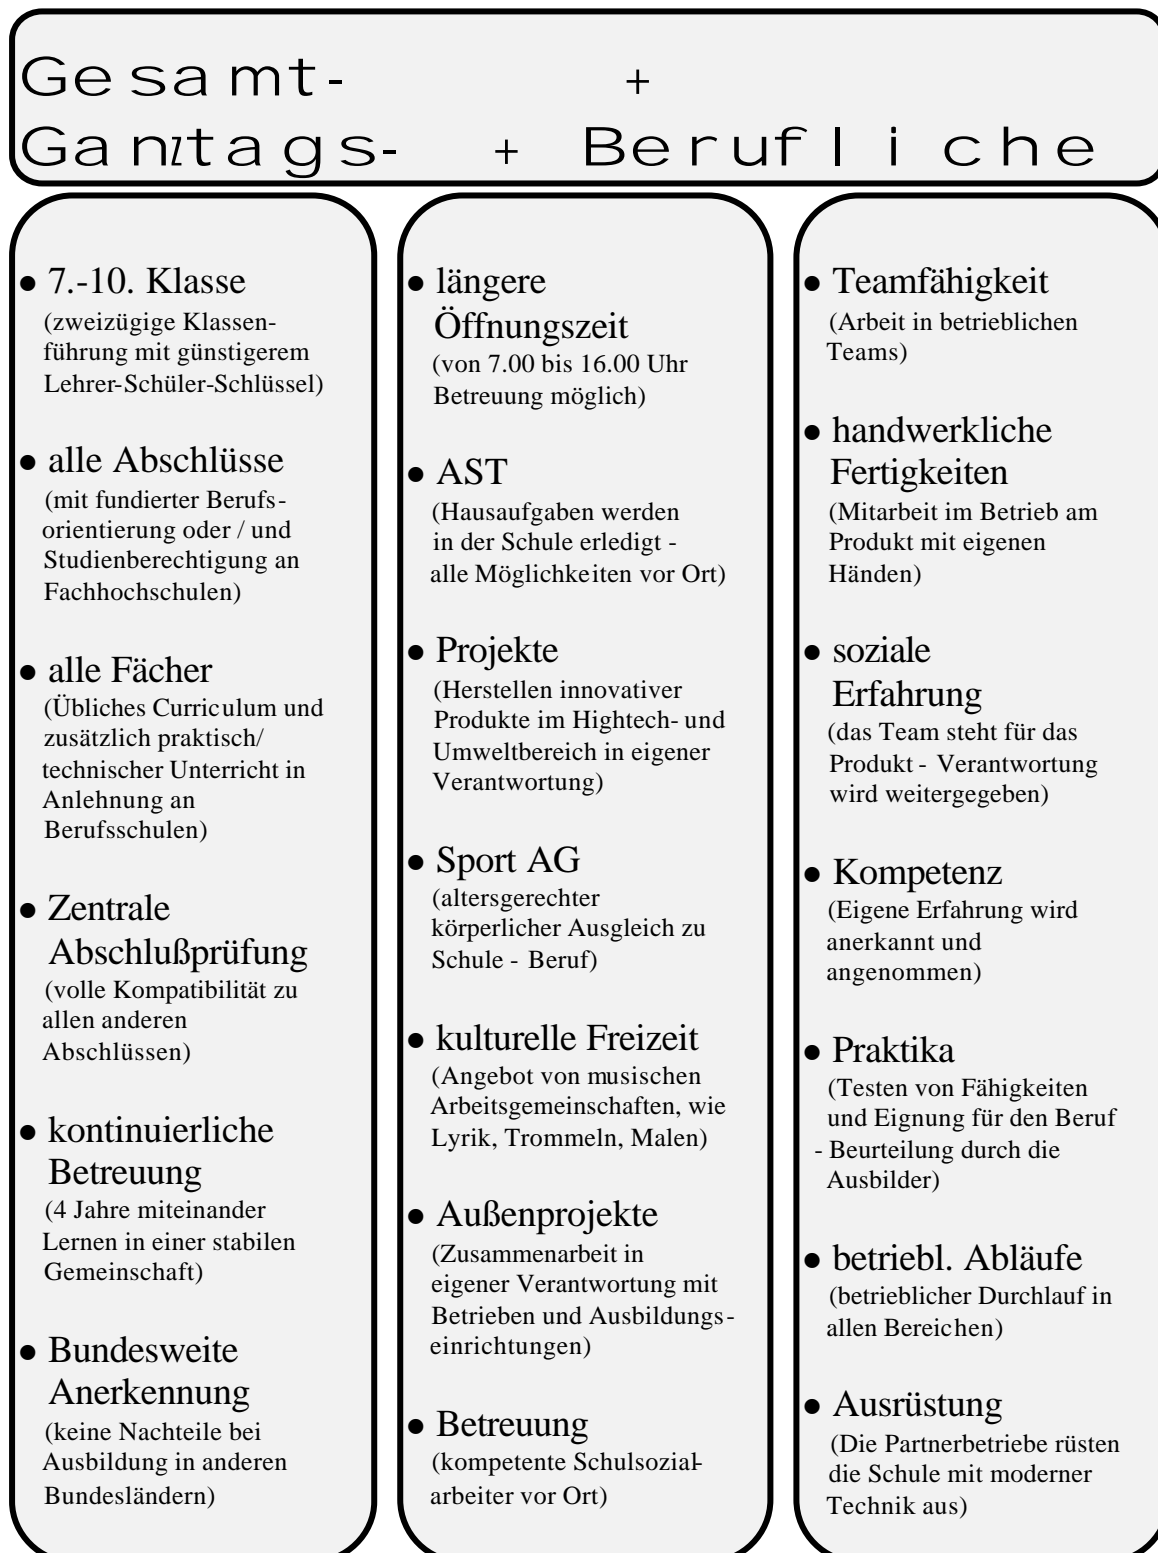 Gesamt- +
Ganztags- + Berufliche
● 7.-10. Klasse
(zweizügige Klassen-
führung mit günstigerem
Lehrer-Schüler-Schlüssel)
● alle Abschlüsse
(mit fundierter Berufs-
orientierung oder / und
Studienberechtigung an
Fachhochschulen)
● alle Fächer
(Übliches Curriculum und
zusätzlich praktisch/
technischer Unterricht in
Anlehnung an
Berufsschulen)
● Zentrale
Abschlußprüfung
(volle Kompatibilität zu
allen anderen
Abschlüssen)
● kontinuierliche
Betreuung
(4 Jahre miteinander
Lernen in einer stabilen
Gemeinschaft)
● Bundesweite
Anerkennung
(keine Nachteile bei
Ausbildung in anderen
Bundesländern)
● längere
Öffnungszeit
(von 7.00 bis 16.00 Uhr
Betreuung möglich)
● AST
(Hausaufgaben werden
in der Schule erledigt -
alle Möglichkeiten vor Ort)
● Projekte
(Herstellen innovativer
Produkte im Hightech- und
Umweltbereich in eigener
Verantwortung)
● Sport AG
(altersgerechter
körperlicher Ausgleich zu
Schule - Beruf)
● kulturelle Freizeit
(Angebot von musischen
Arbeitsgemeinschaften, wie
Lyrik, Trommeln, Malen)
● Außenprojekte
(Zusammenarbeit in
eigener Verantwortung mit
Betrieben und Ausbildungs-
einrichtungen)
● Betreuung
(kompetente Schulsozial-
arbeiter vor Ort)
● Teamfähigkeit
(Arbeit in betrieblichen
Teams)
● handwerkliche
Fertigkeiten
(Mitarbeit im Betrieb am
Produkt mit eigenen
Händen)
● soziale
Erfahrung
(das Team steht für das
Produkt - Verantwortung
wird weitergegeben)
● Kompetenz
(Eigene Erfahrung wird
anerkannt und
angenommen)
● Praktika
(Testen von Fähigkeiten
und Eignung für den Beruf
- Beurteilung durch die
Ausbilder)
● betriebl. Abläufe
(betrieblicher Durchlauf in
allen Bereichen)
● Ausrüstung
(Die Partnerbetriebe rüsten
die Schule mit moderner
Technik aus)